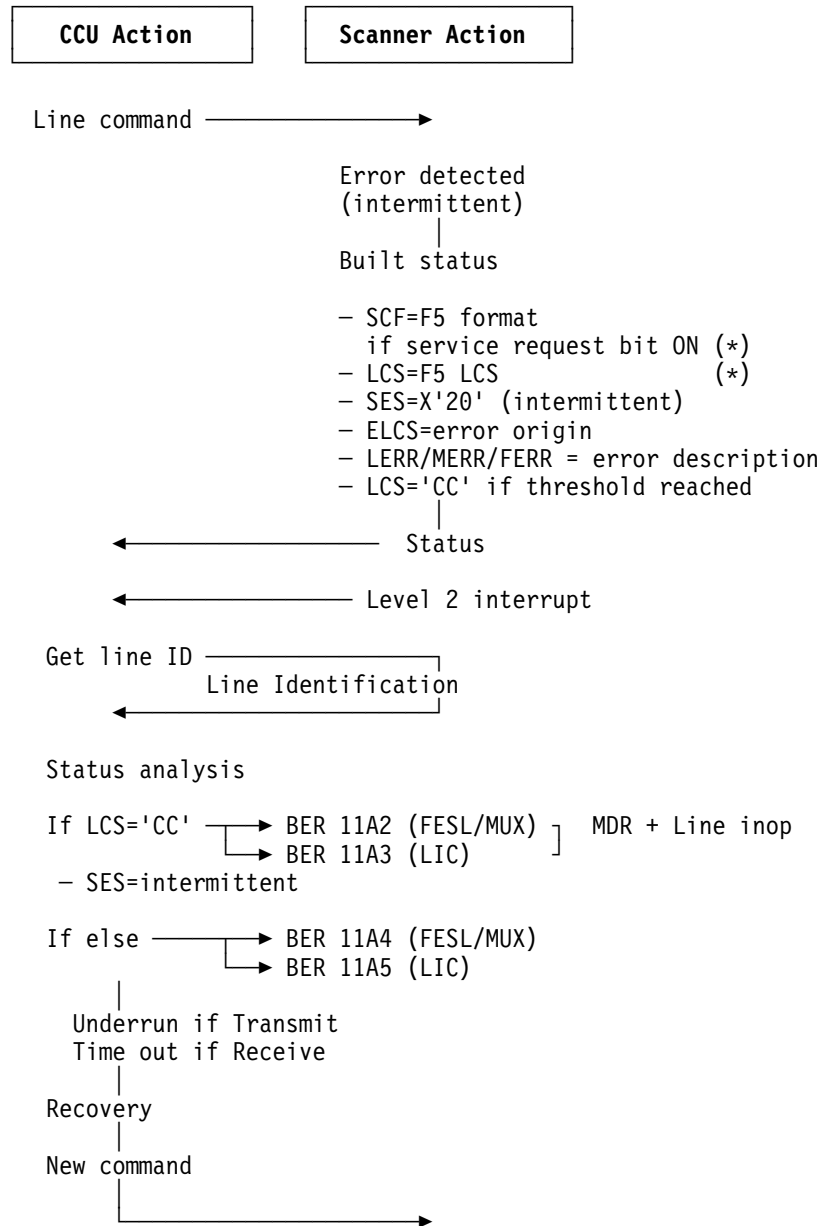 CCU Action Scanner Action
Line command
Error detected
(intermittent)
Built status
— SCF=F5 format
if service request bit ON (*)
— LCS=F5 LCS (*)
— SES=X'20' (intermittent)
— ELCS=error origin
— LERR/MERR/FERR = error description
— LCS='CC' if threshold reached
Status
Level 2 interrupt
Get line ID
Line Identification
Status analysis
If LCS='CC' BER 11A2 (FESL/MUX) MDR + Line inop
BER 11A3 (LIC)
— SES=intermittent
If else BER 11A4 (FESL/MUX)
BER 11A5 (LIC)
Underrun if Transmit
Time out if Receive
Recovery
New command